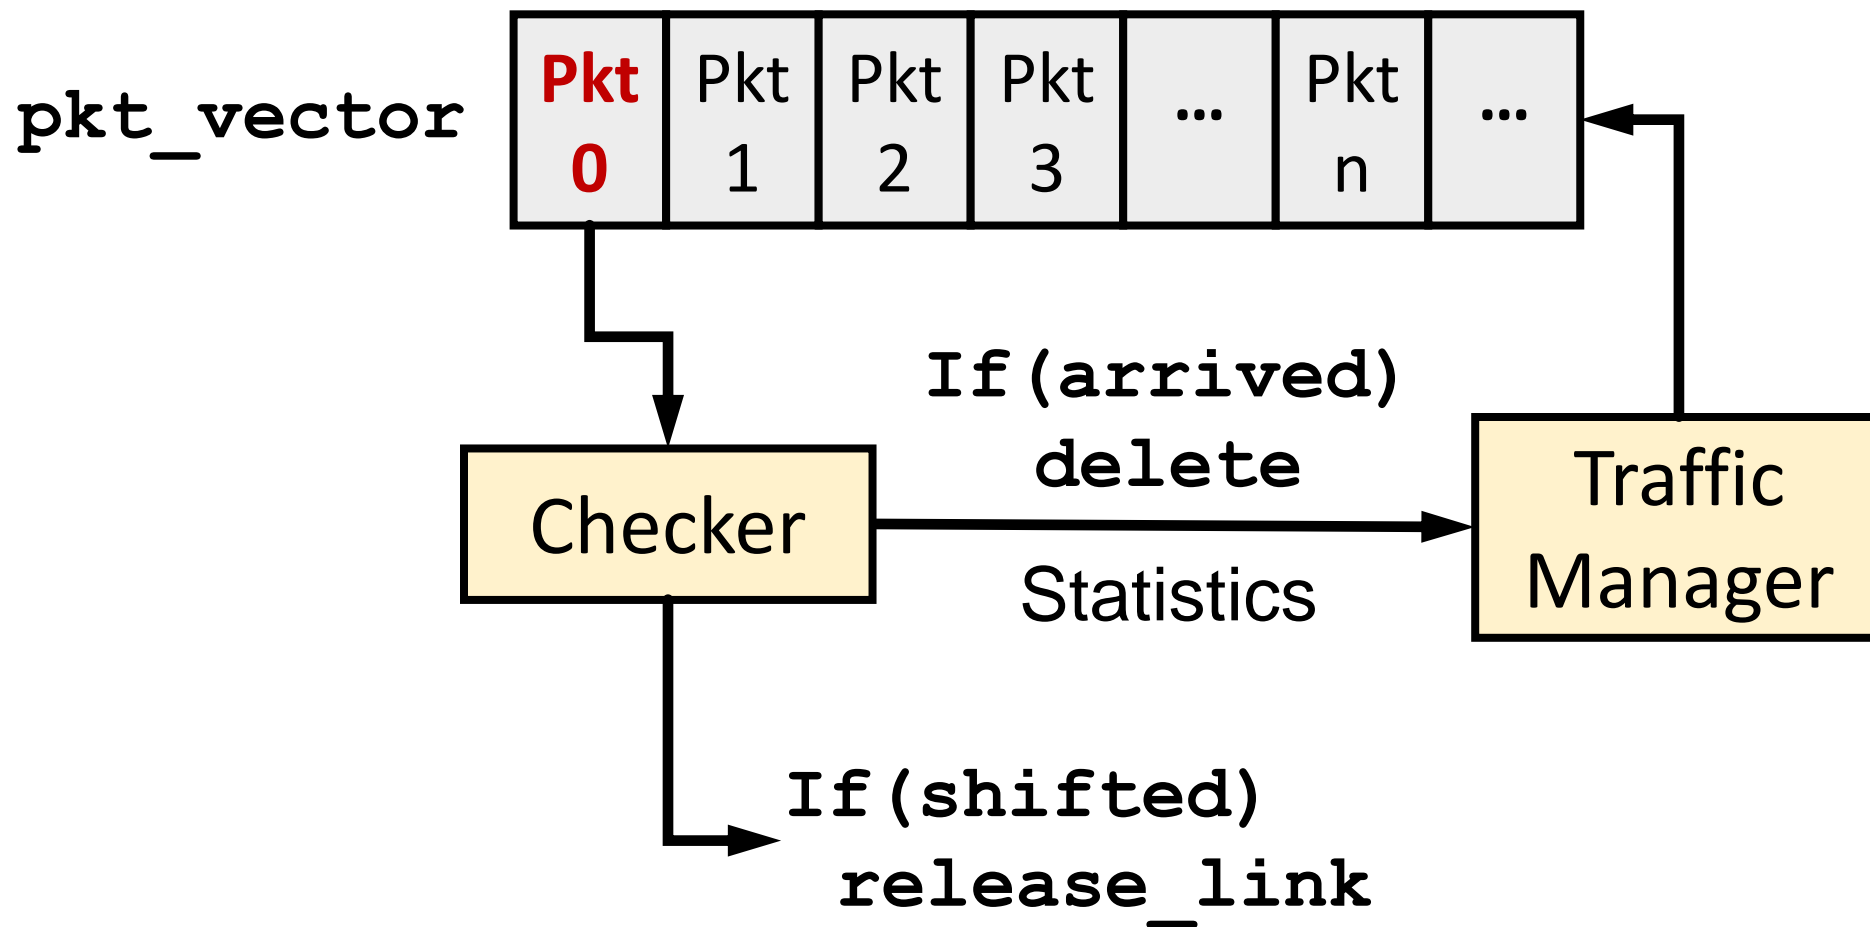 pkt_vector
Pkt 0
Pkt 1
Pkt 2
Pkt 3
...
Pkt n
...
If(arrived)
delete
Checker
Statistics
Traffic
Manager
If(shifted)
release_link